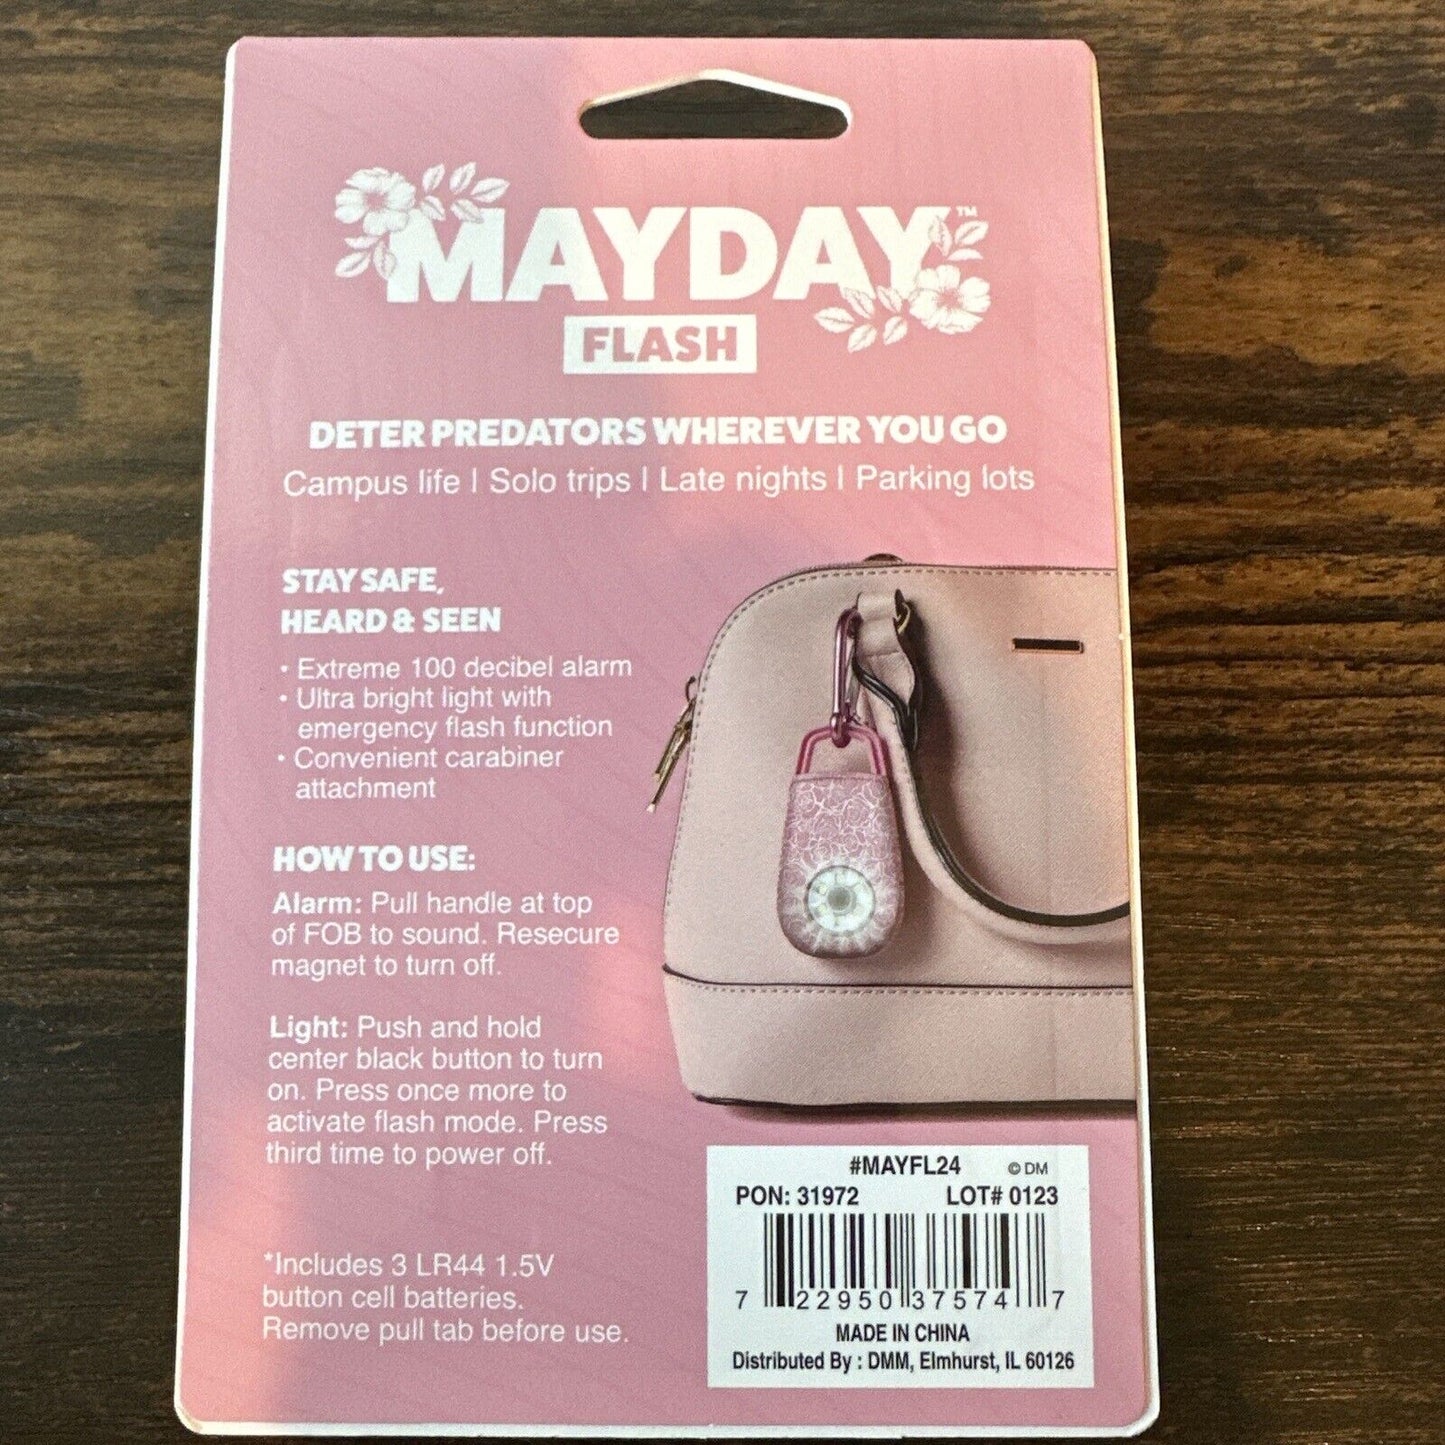 MAYDAY™
FLASH
DETER PREDATORS WHEREVER YOU GO
Campus life | Solo trips | Late nights | Parking lots
STAY SAFE,
HEARD & SEEN
• Extreme 100 decibel alarm
• Ultra bright light with
emergency flash function
• Convenient carabiner
attachment
HOW TO USE:
Alarm: Pull handle at top
of FOB to sound. Resecure
magnet to turn off.
Light: Push and hold
center black button to turn
on. Press once more to
activate flash mode. Press
third time to power off.
*Includes 3 LR44 1.5V
button cell batteries.
Remove pull tab before use.
#MAYFL24 © DM
PON: 31972 LOT# 0123
7 22950 37574 7
MADE IN CHINA
Distributed By : DMM, Elmhurst, IL 60126